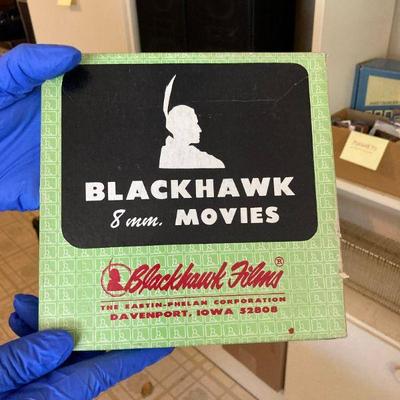 BLACKHAWK
8 mm. MOVIES
Blackhawk Films®
THE EASTIN-PHELAN CORPORATION
DAVENPORT, IOWA 52808